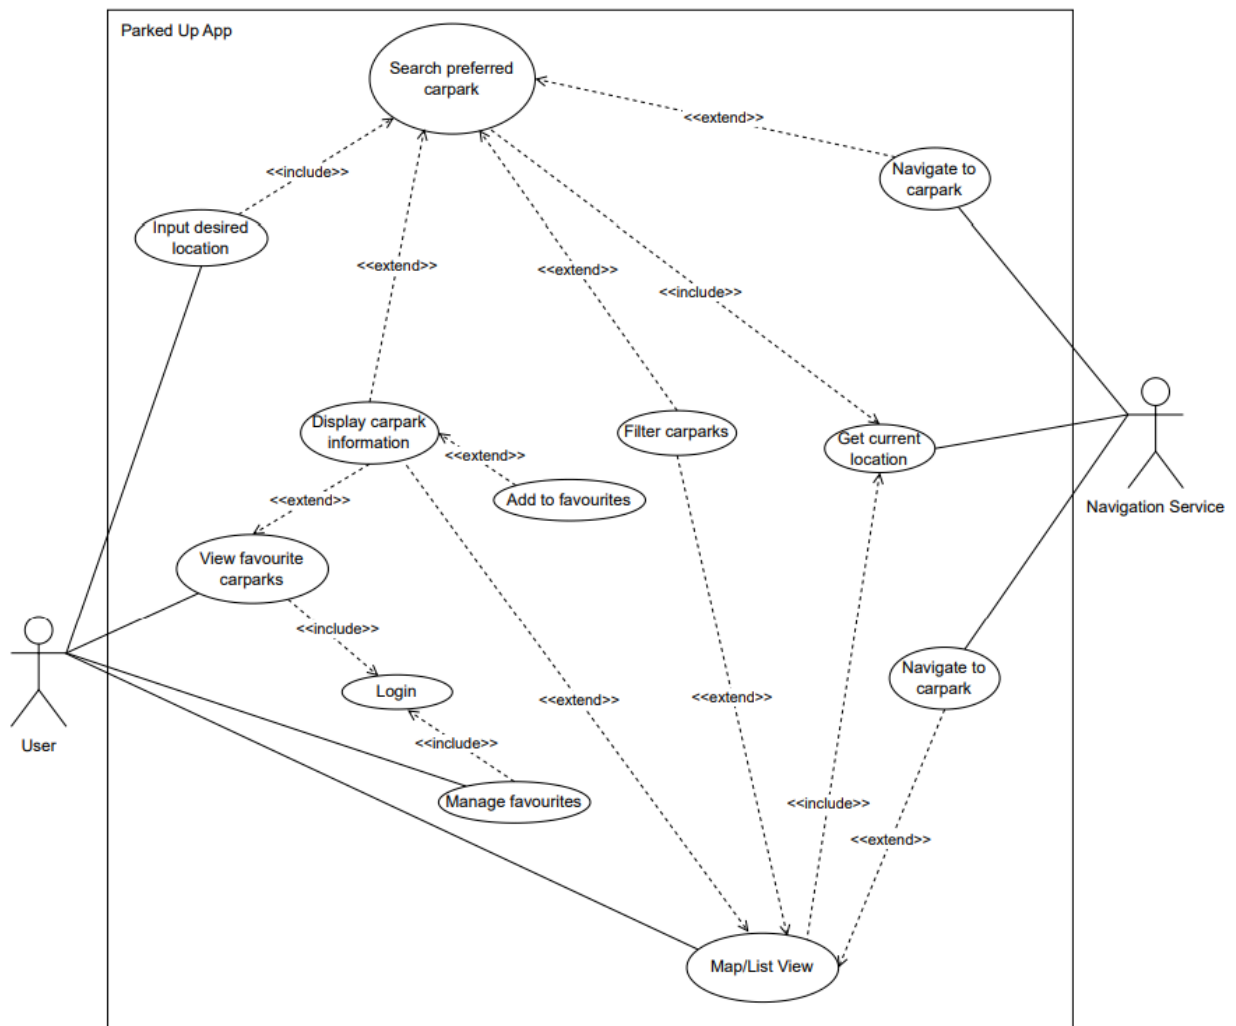 Parked Up App
Search preferred
carpark
<<extend>>
Navigate to
carpark
<<include>>
Input desired
location
<<extend>>
<<extend>>
<<include>>
Display carpark
information
Filter carparks
Get current
location
<<extend>>
<<extend>>
Add to favourites
Navigation Service
View favourite
carparks
<<include>>
Login
Navigate to
carpark
<<extend>>
<<extend>>
User
<<include>>
Manage favourites
<<include>>
<<extend>>
Map/List View